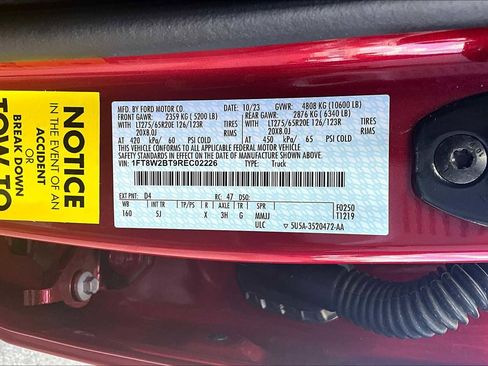 MFD. BY FORD MOTOR CO. 10/23 GVWR: 4808 KG (10600 LB)
FRONT GAWR: 2359 KG ( 5200 LB) REAR GAWR: 2876 KG ( 6340 LB)
LT275/65R20E 126/123R TIRES LT275/65R20E 126/123R TIRES
20X8.0J RIMS 20X8.0J RIMS
AT 420 kPa/ 60 PSI COLD AT 450 kPa/ 65 PSI COLD
THIS VEHICLE CONFORMS TO ALL APPLICABLE FEDERAL MOTOR VEHICLE
SAFETY STANDARDS IN EFFECT ON THE DATE OF MANUFACTURE SHOWN ABOVE.
VIN: 1FT8W2BT9REC02226 TYPE: Truck
EXT PNT: D4 RC: 47 DSO:
WB INT TR TP/PS R AXLE TR SPR F0250
160 SJ X 3H G MMJJ T1219
ULC ▽ 5U5A-3520472-AA
NOTICE
IN THE EVENT OF AN
ACCIDENT
OR
BREAK DOWN
TOW TO